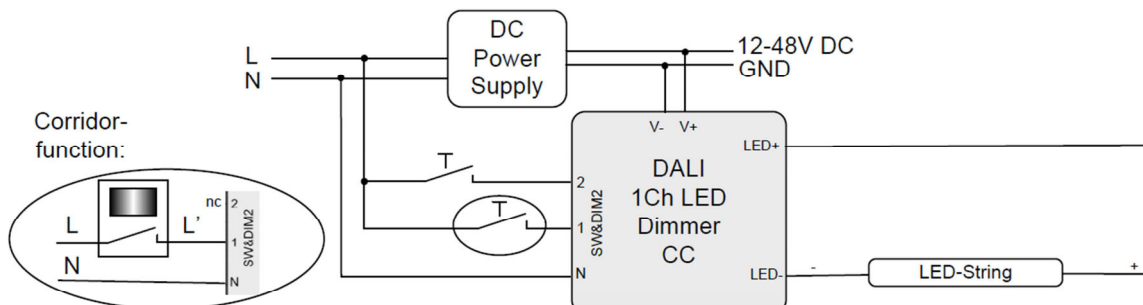 DC
Power
Supply
L
N
12-48V DC
GND
Corridor-
function:
nc
2
L
L’
1
SW&DIM2
N
N
T
T
2
1
SW&DIM2
N
V-
V+
LED+
DALI
1Ch LED
Dimmer
CC
LED-
-
LED-String
+